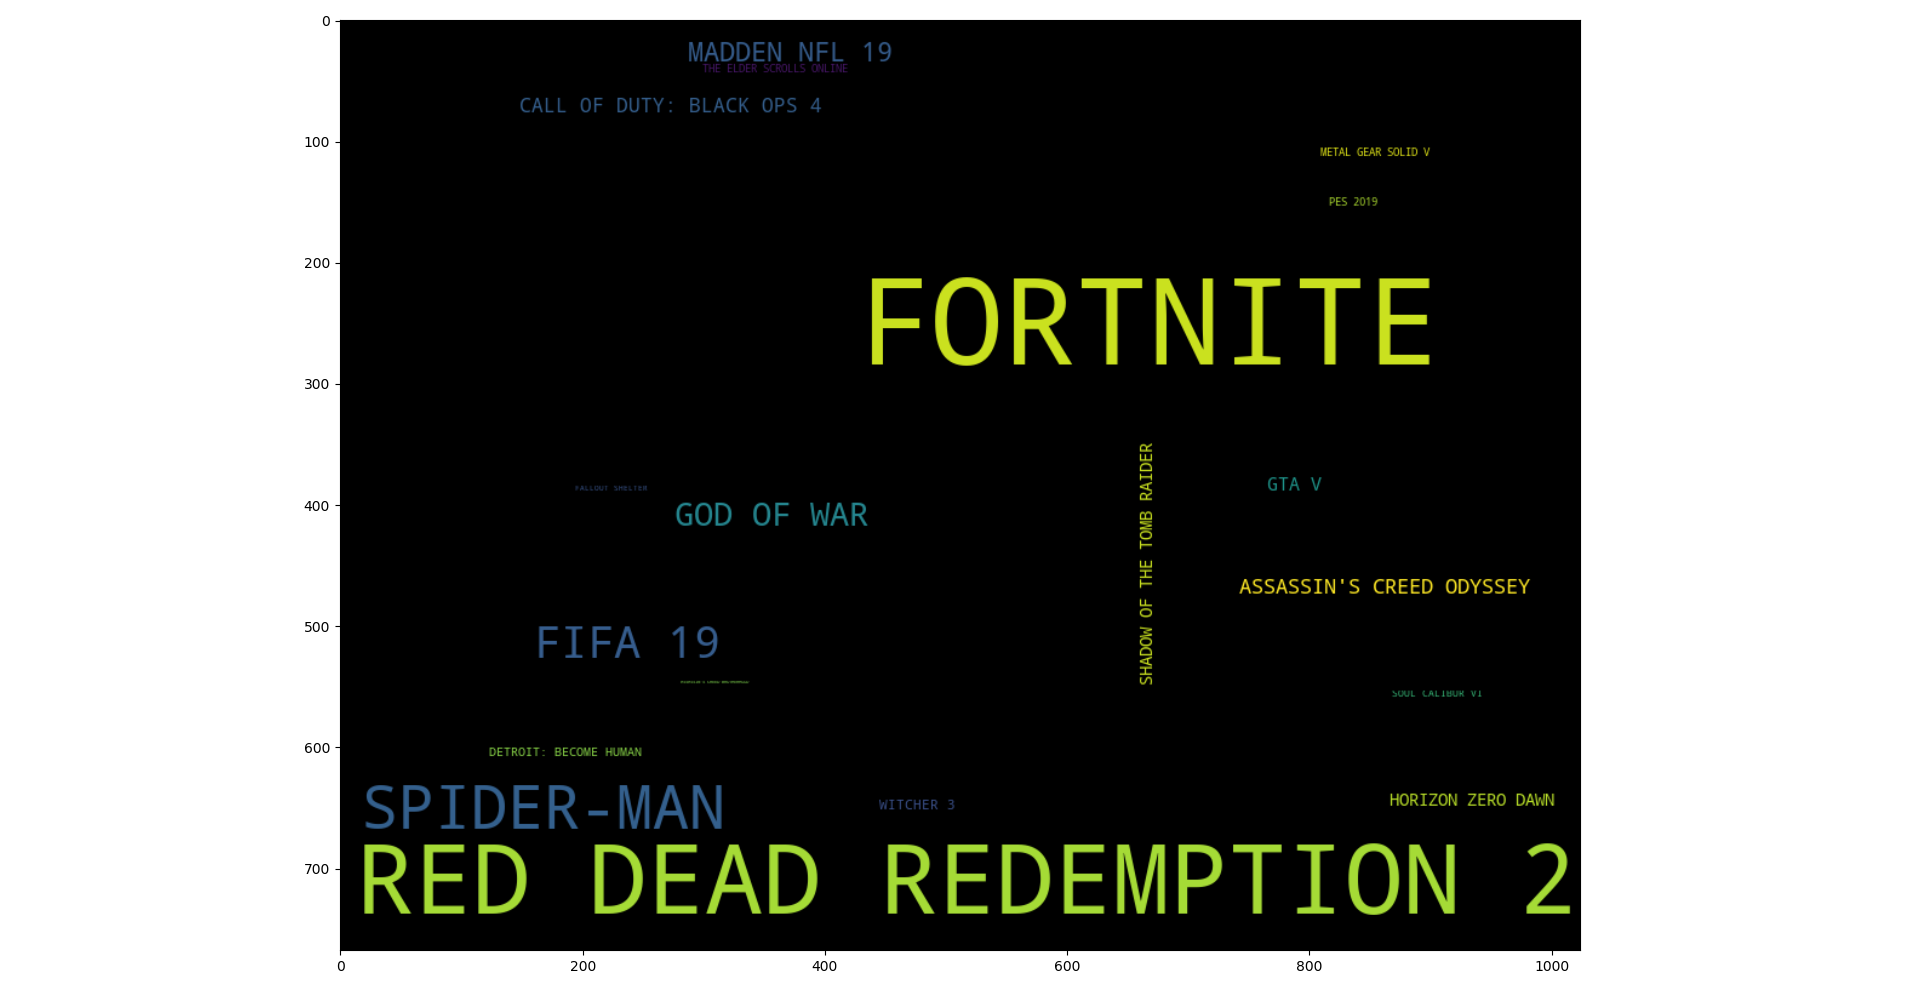 0
MADDEN NFL 19
THE ELDER SCROLLS ONLINE
CALL OF DUTY: BLACK OPS 4
100
METAL GEAR SOLID V
PES 2019
200
FORTNITE
300
SHADOW OF THE TOMB RAIDER
GTA V
FALLOUT SHELTER
400
GOD OF WAR
ASSASSIN'S CREED ODYSSEY
500
FIFA 19
SOUL CALIBUR VI
600
DETROIT: BECOME HUMAN
SPIDER-MAN
WITCHER 3
HORIZON ZERO DAWN
700
RED DEAD REDEMPTION 2
0 200 400 600 800 1000